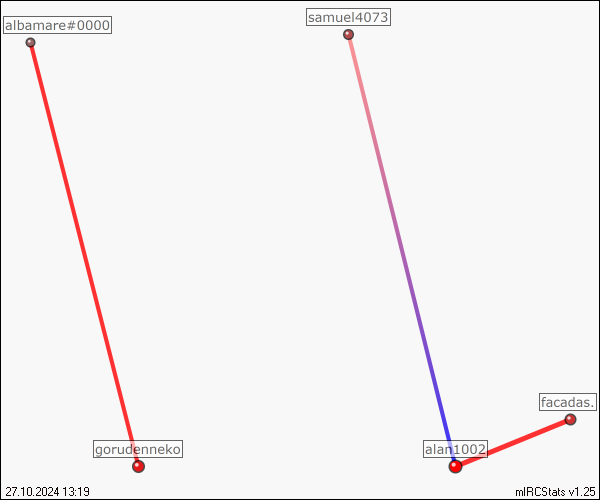 albamare#0000
samuel4073
facadas.
gorudenneko
alan1002
27.10.2024 13:19
mIRCStats v1.25